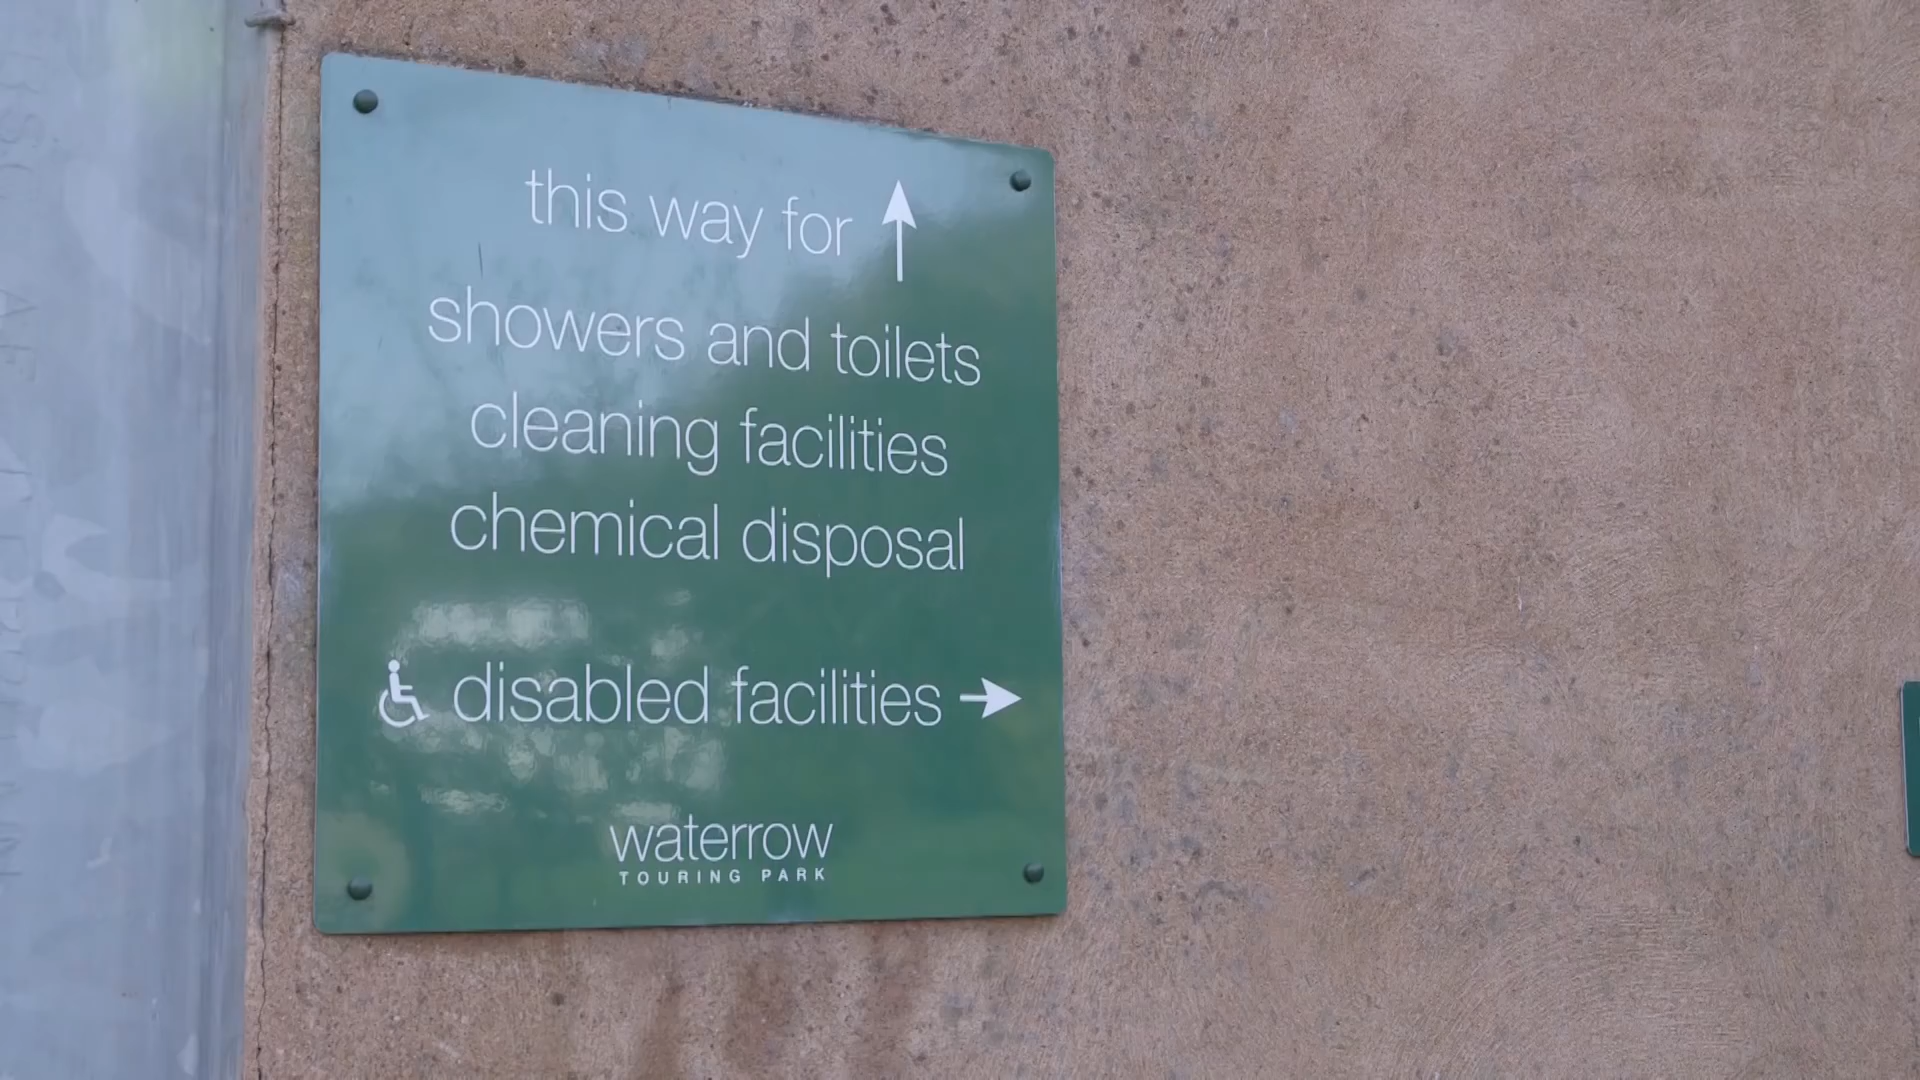 this way for
showers and toilets
cleaning facilities
chemical disposal
disabled facilities
waterrow
TOURING PARK